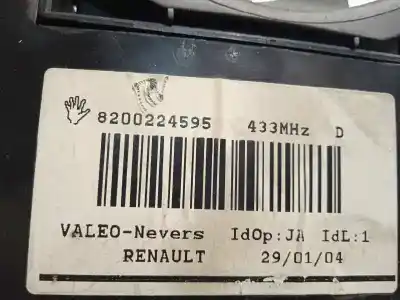 8200224595 433MHz D
VALEO-Nevers IdOp:JA IdL:1
RENAULT 29/01/04